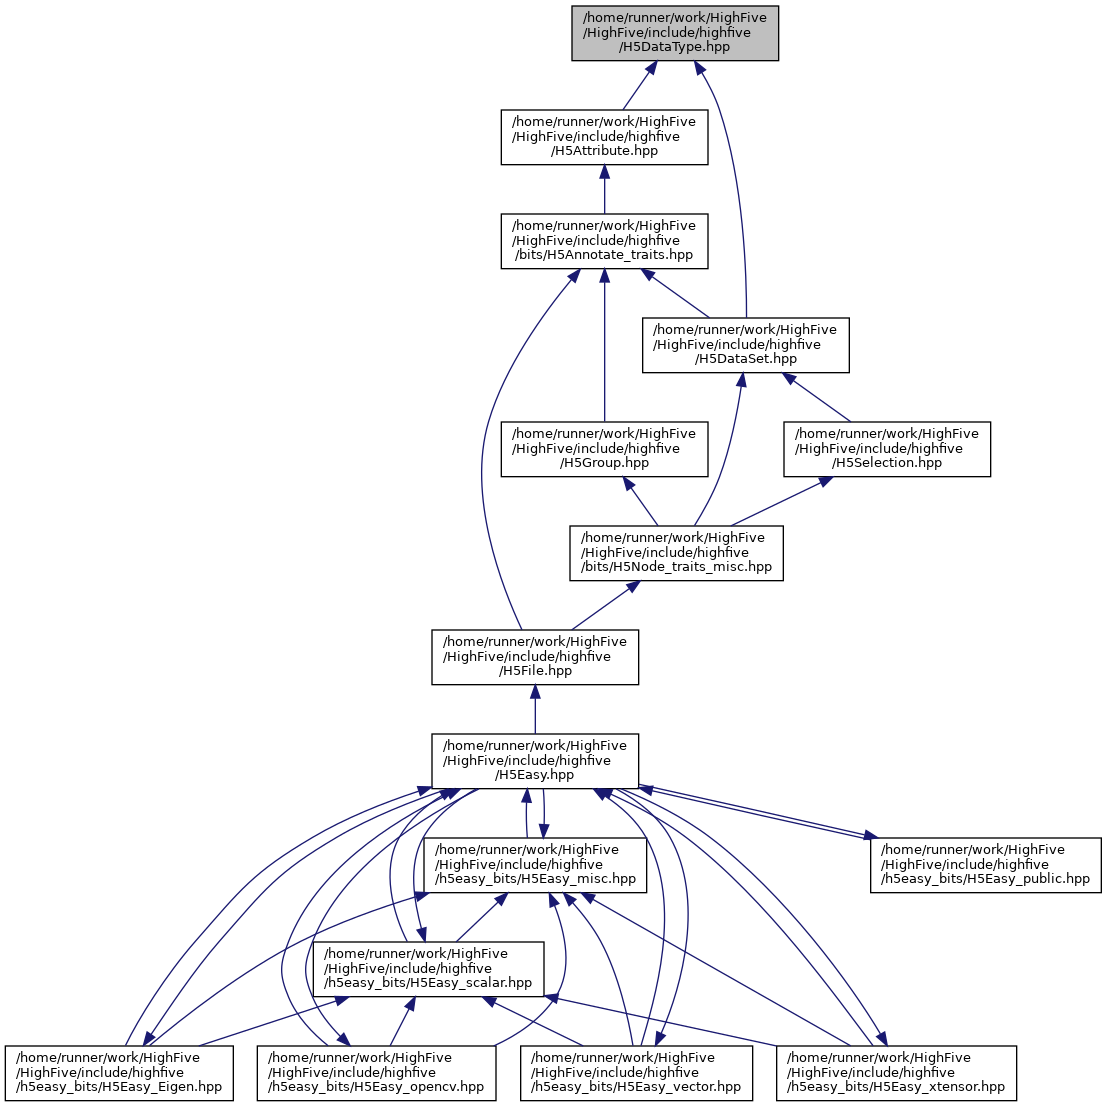 /home/runner/work/HighFive
/HighFive/include/highfive
/H5DataType.hpp
/home/runner/work/HighFive
/HighFive/include/highfive
/H5Attribute.hpp
/home/runner/work/HighFive
/HighFive/include/highfive
/bits/H5Annotate_traits.hpp
/home/runner/work/HighFive
/HighFive/include/highfive
/H5DataSet.hpp
/home/runner/work/HighFive
/HighFive/include/highfive
/H5Group.hpp
/home/runner/work/HighFive
/HighFive/include/highfive
/H5Selection.hpp
/home/runner/work/HighFive
/HighFive/include/highfive
/bits/H5Node_traits_misc.hpp
/home/runner/work/HighFive
/HighFive/include/highfive
/H5File.hpp
/home/runner/work/HighFive
/HighFive/include/highfive
/H5Easy.hpp
/home/runner/work/HighFive
/HighFive/include/highfive
/h5easy_bits/H5Easy_misc.hpp
/home/runner/work/HighFive
/HighFive/include/highfive
/h5easy_bits/H5Easy_public.hpp
/home/runner/work/HighFive
/HighFive/include/highfive
/h5easy_bits/H5Easy_scalar.hpp
/home/runner/work/HighFive
/HighFive/include/highfive
/h5easy_bits/H5Easy_Eigen.hpp
/home/runner/work/HighFive
/HighFive/include/highfive
/h5easy_bits/H5Easy_opencv.hpp
/home/runner/work/HighFive
/HighFive/include/highfive
/h5easy_bits/H5Easy_vector.hpp
/home/runner/work/HighFive
/HighFive/include/highfive
/h5easy_bits/H5Easy_xtensor.hpp